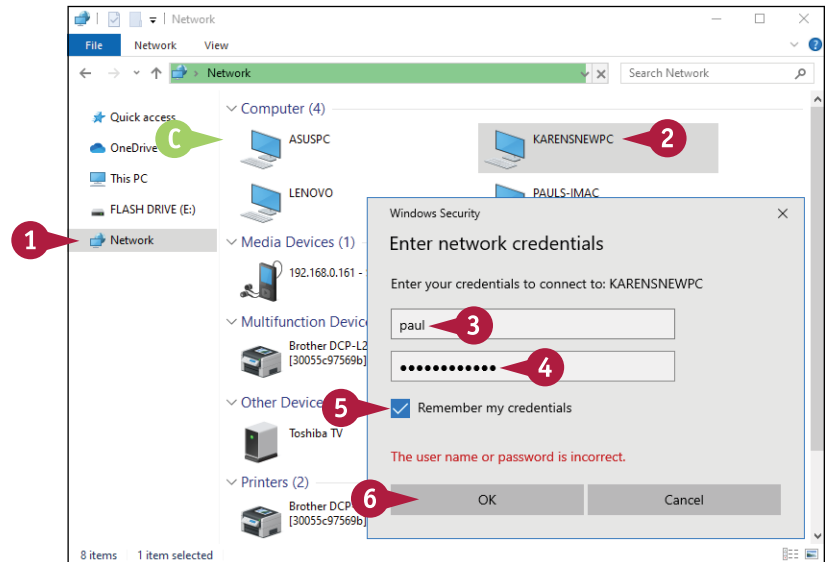 Network
File Network View
Network
Search Network
Quick access
OneDrive
This PC
FLASH DRIVE (E:)
1
Network
Computer (4)
C
ASUSPC
KARENSNEWPC
2
LENOVO
PAULS-IMAC
Media Devices (1)
192.168.0.161 -
Multifunction Device
Brother DCP-L2
[30055c97569b]
Other Device
Toshiba TV
Printers (2)
Brother DCP
[30055c97569b]
Windows Security
Enter network credentials
Enter your credentials to connect to: KARENSNEWPC
paul
3
••••••••••••
4
5
Remember my credentials
The user name or password is incorrect.
6
OK Cancel
8 items 1 item selected